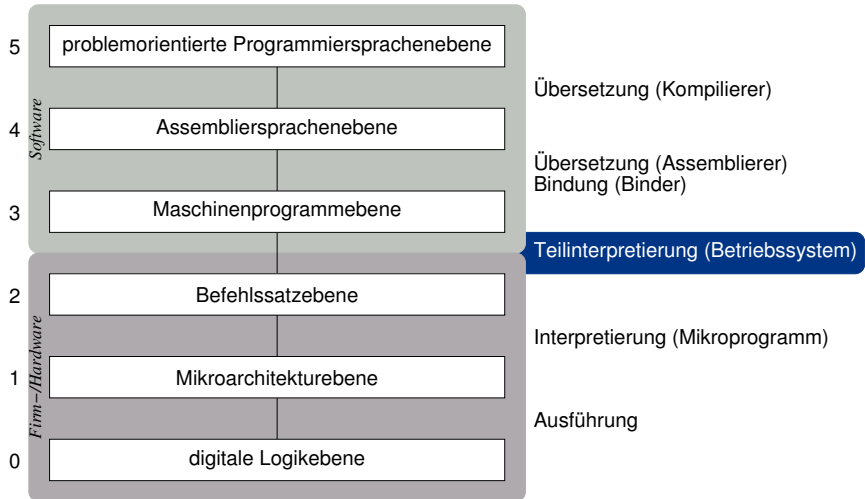 5
problemorientierte Programmiersprachenebene
Übersetzung (Kompilierer)
4
Assembliersprachenebene
Software
Übersetzung (Assemblierer)
Bindung (Binder)
3
Maschinenprogrammebene
Teilinterpretierung (Betriebssystem)
2
Befehlssatzebene
Interpretierung (Mikroprogramm)
1
Mikroarchitekturebene
Firm-/Hardware
Ausführung
0
digitale Logikebene